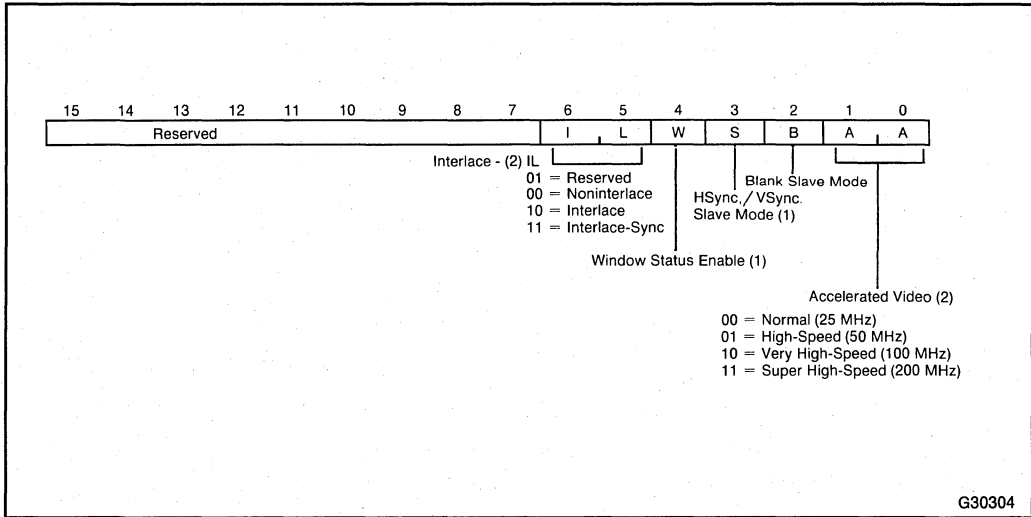 15 14 13 12 11 10 9 8 7 6 5 4 3 2 1 0
Reserved I L W S B A A
Interlace - (2) IL
01 = Reserved
00 = Noninterlace
10 = Interlace
11 = Interlace-Sync
Blank Slave Mode
HSync,/ VSync.
Slave Mode (1)
Window Status Enable (1)
Accelerated Video (2)
00 = Normal (25 MHz)
01 = High-Speed (50 MHz)
10 = Very High-Speed (100 MHz)
11 = Super High-Speed (200 MHz)
G30304